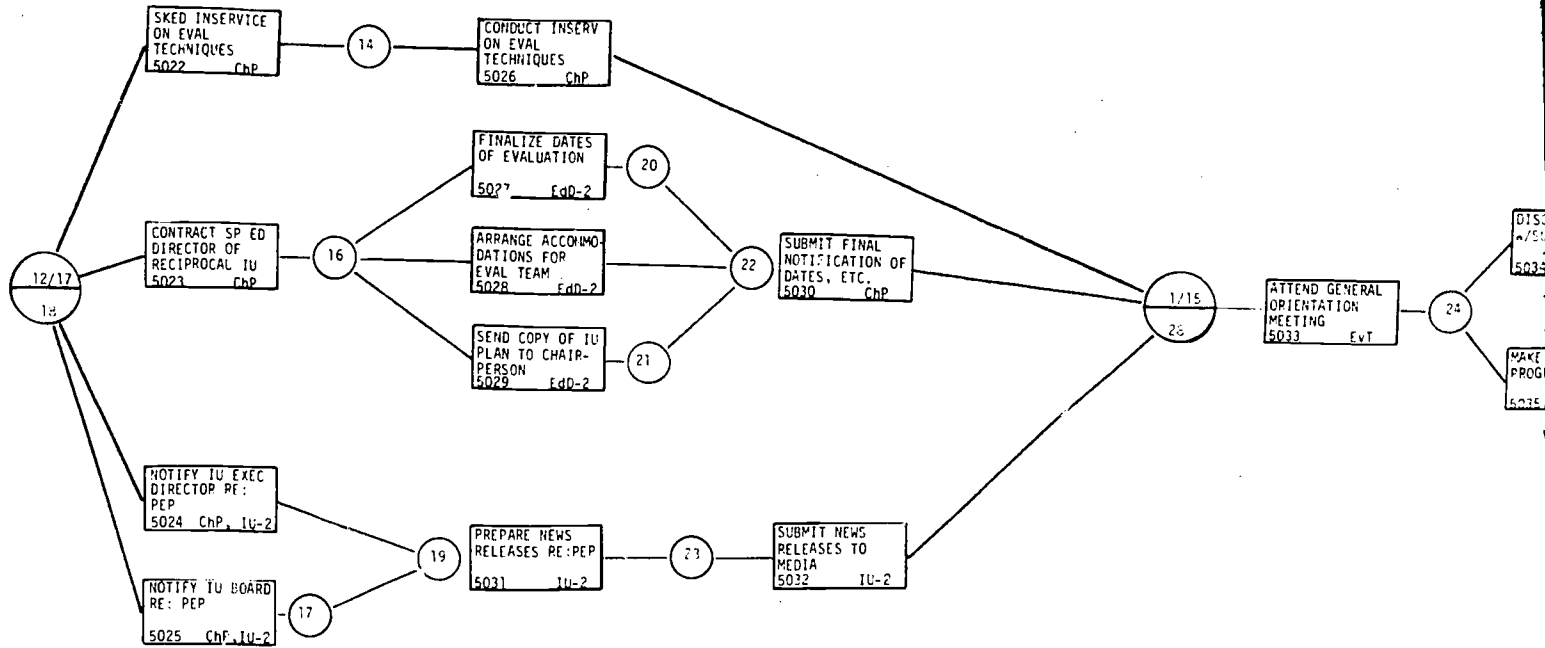 SKED INSERVICE
ON EVAL
TECHNIQUES
5022 ChP
14
CONDUCT INSERV
ON EVAL
TECHNIQUES
5026 ChP
FINALIZE DATES
OF EVALUATION
5027 EdD-2
20
12/17
18
CONTRACT SP ED
DIRECTOR OF
RECIPROCAL IU
5023 ChP
16
ARRANGE ACCOMMO-
DATIONS FOR
EVAL TEAM
5028 EdD-2
22
SUBMIT FINAL
NOTIFICATION OF
DATES, ETC.
5030 ChP
SEND COPY OF IU
PLAN TO CHAIR-
PERSON
5029 EdD-2
21
1/15
28
ATTEND GENERAL
ORIENTATION
MEETING
5033 EvT
24
5034
MAKE
5035
NOTIFY IU EXEC
DIRECTOR RE:
PEP
5024 ChP, IU-2
19
PREPARE NEWS
RELEASES RE:PEP
5031 IU-2
23
SUBMIT NEWS
RELEASES TO
MEDIA
5032 IU-2
NOTIFY IU BOARD
RE: PEP
5025 ChP,IU-2
17